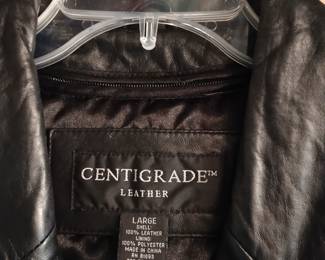 CENTIGRADE™
LEATHER
LARGE
SHELL:
100% LEATHER
LINING:
100% POLYESTER
MADE IN CHINA